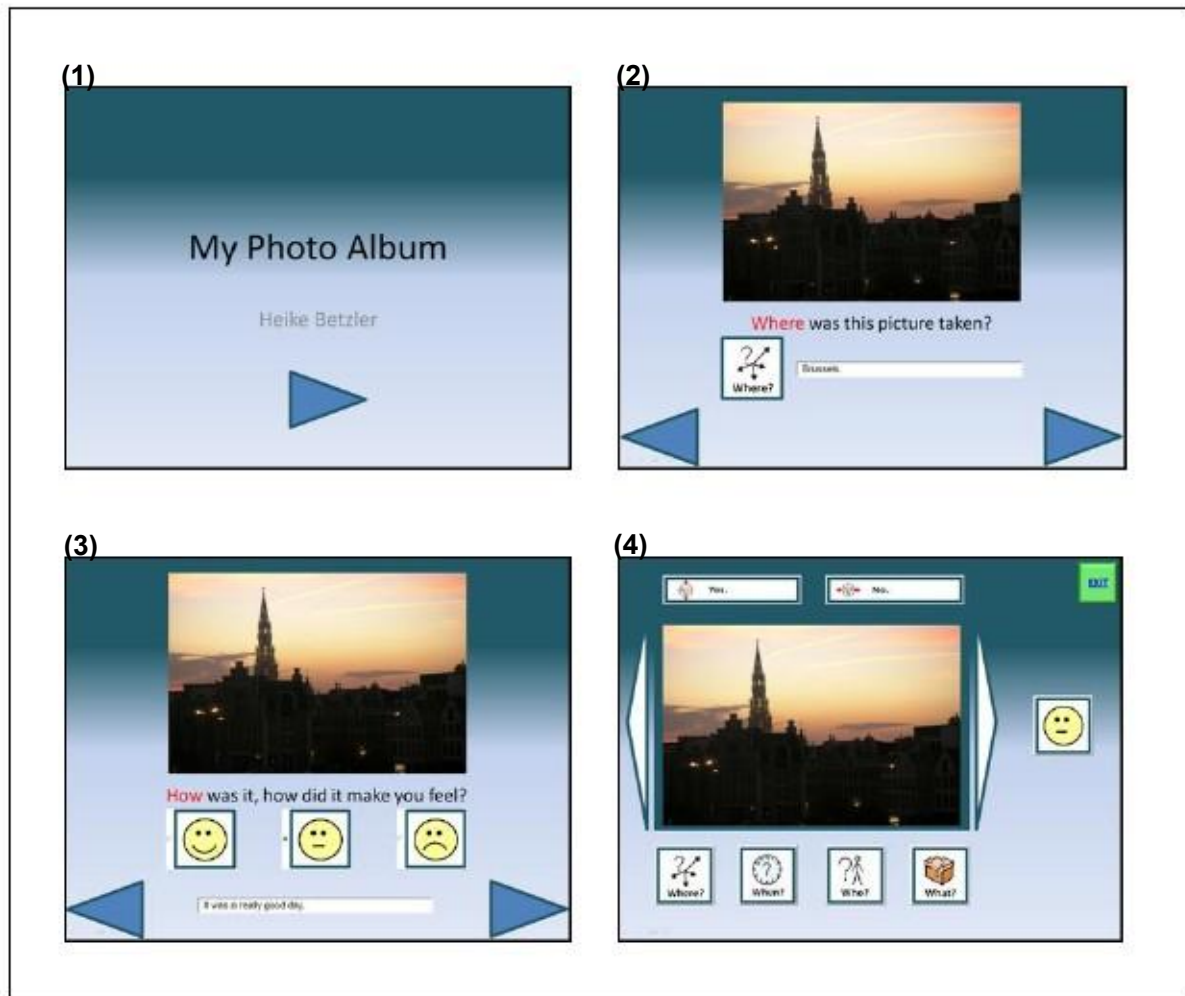 (1)
My Photo Album
Heike Betzler
(2)
Where was this picture taken?
Where?
Brussels.
(3)
How was it, how did it make you feel?
It was a really good day.
(4)
Yes.
No.
EXIT
Where?
When?
Who?
What?